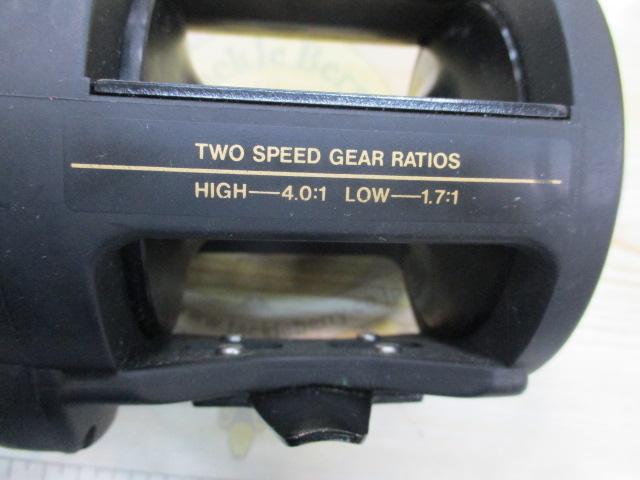 TWO SPEED GEAR RATIOS
HIGH—4.0:1 LOW—1.7:1